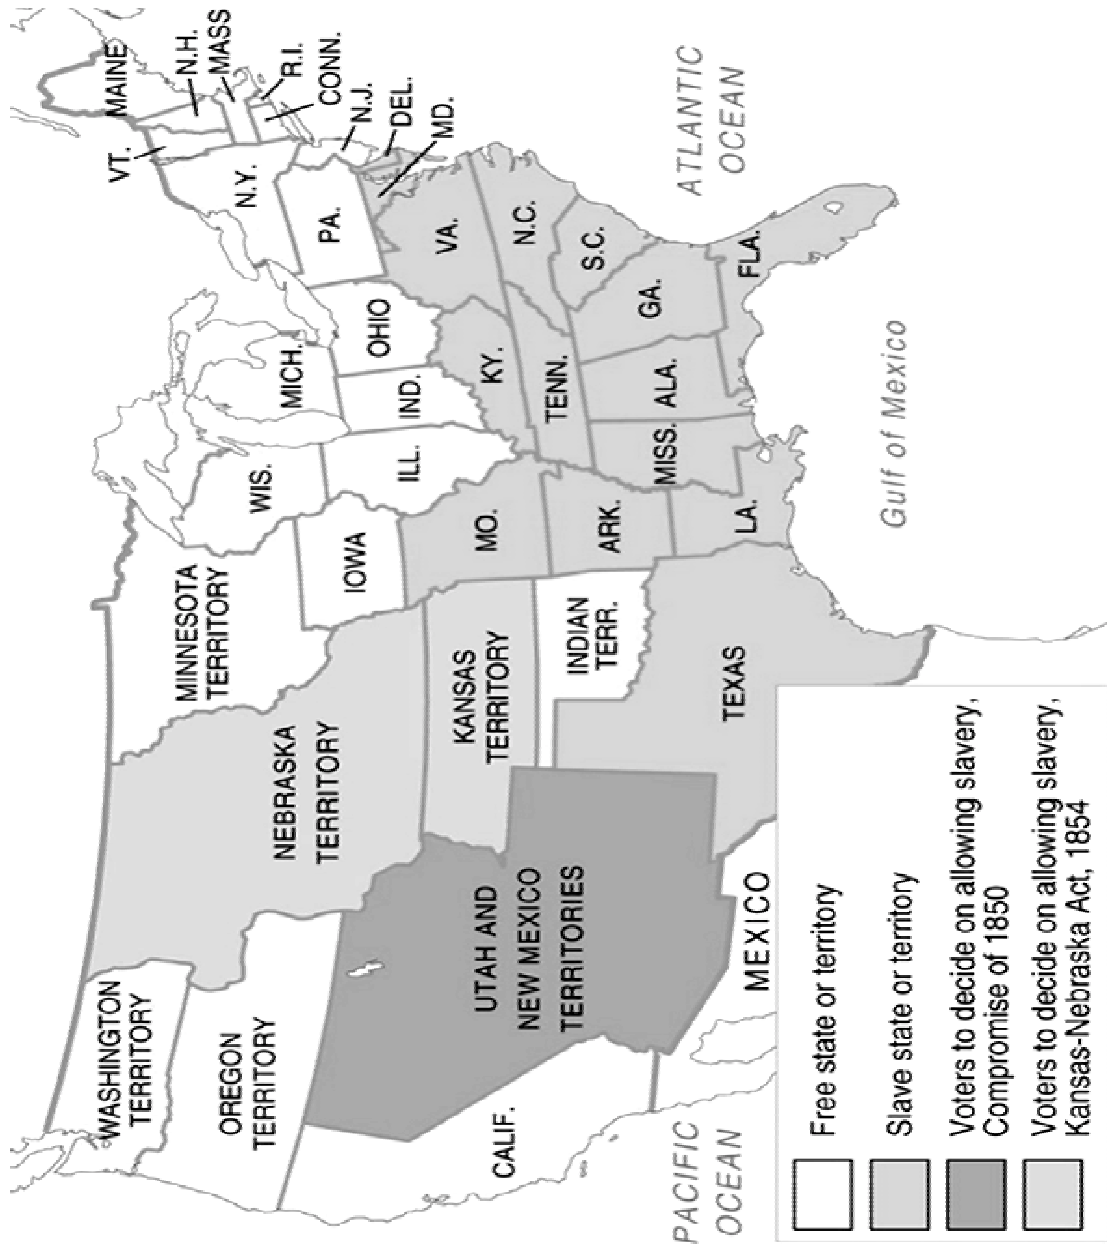 WASHINGTON
TERRITORY
OREGON
TERRITORY
CALIF.
UTAH AND
NEW MEXICO
TERRITORIES
NEBRASKA
TERRITORY
KANSAS
TERRITORY
INDIAN
TERR.
TEXAS
MINNESOTA
TERRITORY
IOWA
MO.
ARK.
LA.
WIS.
ILL.
MISS.
MICH.
IND.
OHIO
KY.
TENN.
ALA.
GA.
FLA.
S.C.
N.C.
VA.
PA.
N.Y.
VT.
MAINE
N.H.
MASS
R.I.
CONN.
N.J.
DEL.
MD.
MEXICO
PACIFIC
OCEAN
Gulf of Mexico
ATLANTIC
OCEAN
Free state or territory
Slave state or territory
Voters to decide on allowing slavery,
Compromise of 1850
Voters to decide on allowing slavery,
Kansas-Nebraska Act, 1854